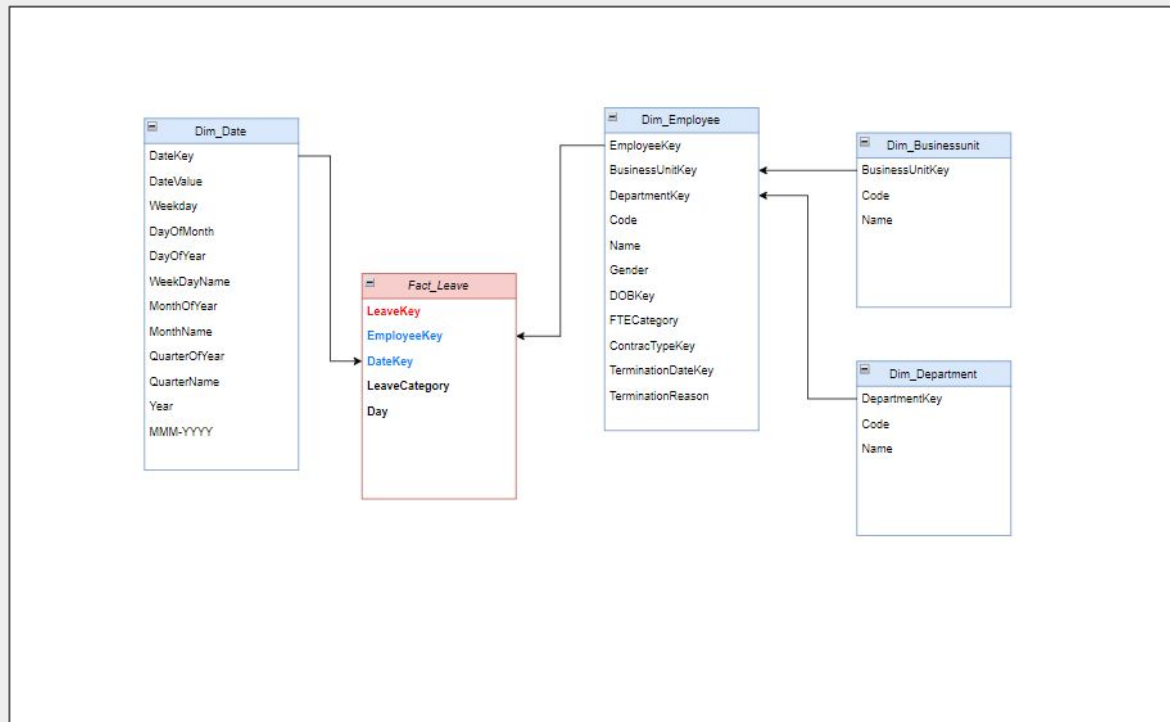 Dim_Date
DateKey
DateValue
Weekday
DayOfMonth
DayOfYear
WeekDayName
MonthOfYear
MonthName
QuarterOfYear
QuarterName
Year
MMM-YYYY
Fact_Leave
LeaveKey
EmployeeKey
DateKey
LeaveCategory
Day
Dim_Employee
EmployeeKey
BusinessUnitKey
DepartmentKey
Code
Name
Gender
DOBKey
FTECategory
ContracTypeKey
TerminationDateKey
TerminationReason
Dim_Businessunit
BusinessUnitKey
Code
Name
Dim_Department
DepartmentKey
Code
Name